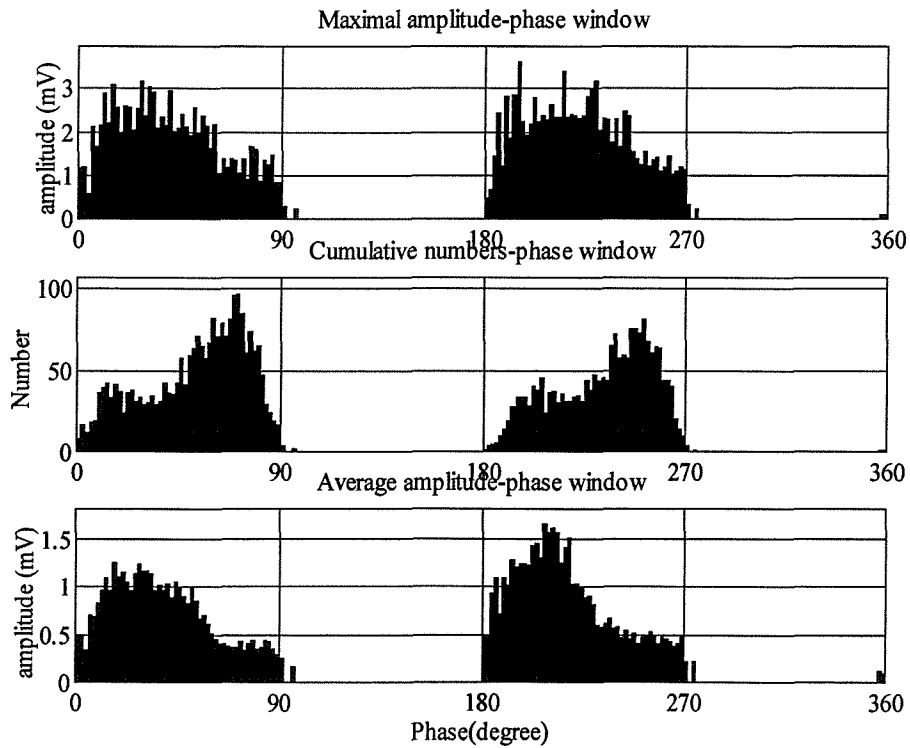 Maximal amplitude-phase window
amplitude (mV)
3
2
1
0
0 90 180 270 360
Cumulative numbers-phase window
Number
100
50
0
0 90 180 270 360
Average amplitude-phase window
amplitude (mV)
1.5
1
0.5
0
0 90 180 270 360
Phase(degree)